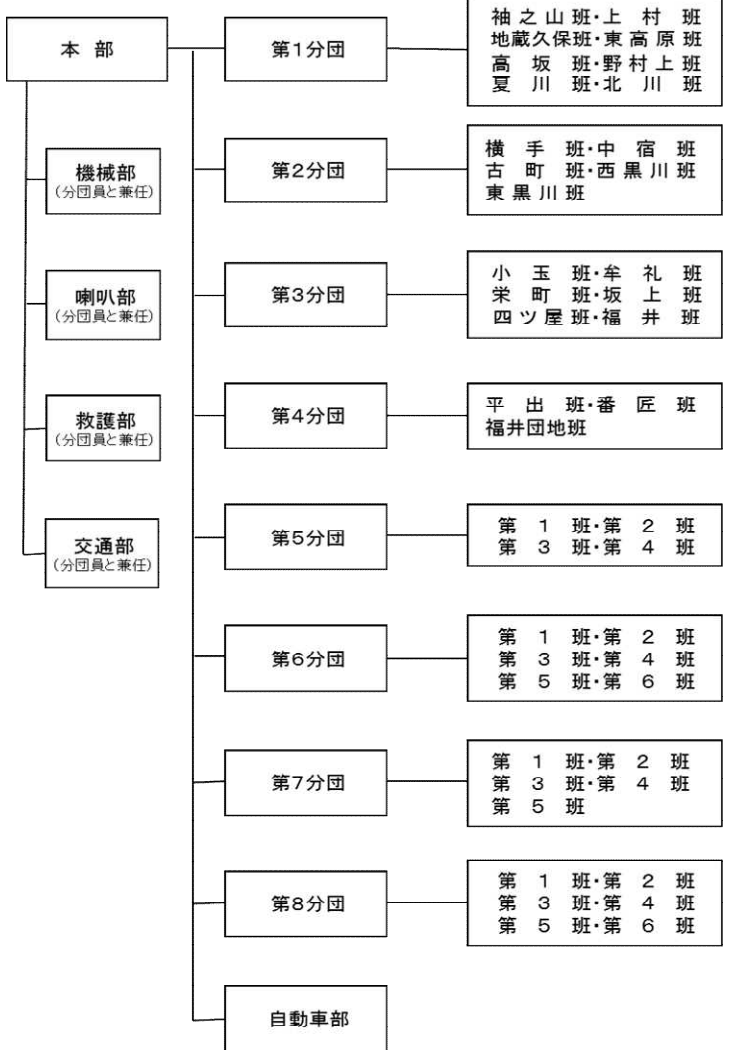 本部
機械部
(分団員と兼任)
喇叭部
(分団員と兼任)
救護部
(分団員と兼任)
交通部
(分団員と兼任)
第1分団
袖之山班・上村班
地蔵久保班・東高原班
高坂班・野村上班
夏川班・北川班
第2分団
横手班・中宿班
古町班・西黒川班
東黒川班
第3分団
小玉班・牟礼班
栄町班・坂上班
四ツ屋班・福井班
第4分団
平出班・番匠班
福井団地班
第5分団
第1班・第2班
第3班・第4班
第6分団
第1班・第2班
第3班・第4班
第5班・第6班
第7分団
第1班・第2班
第3班・第4班
第5班
第8分団
第1班・第2班
第3班・第4班
第5班・第6班
自動車部